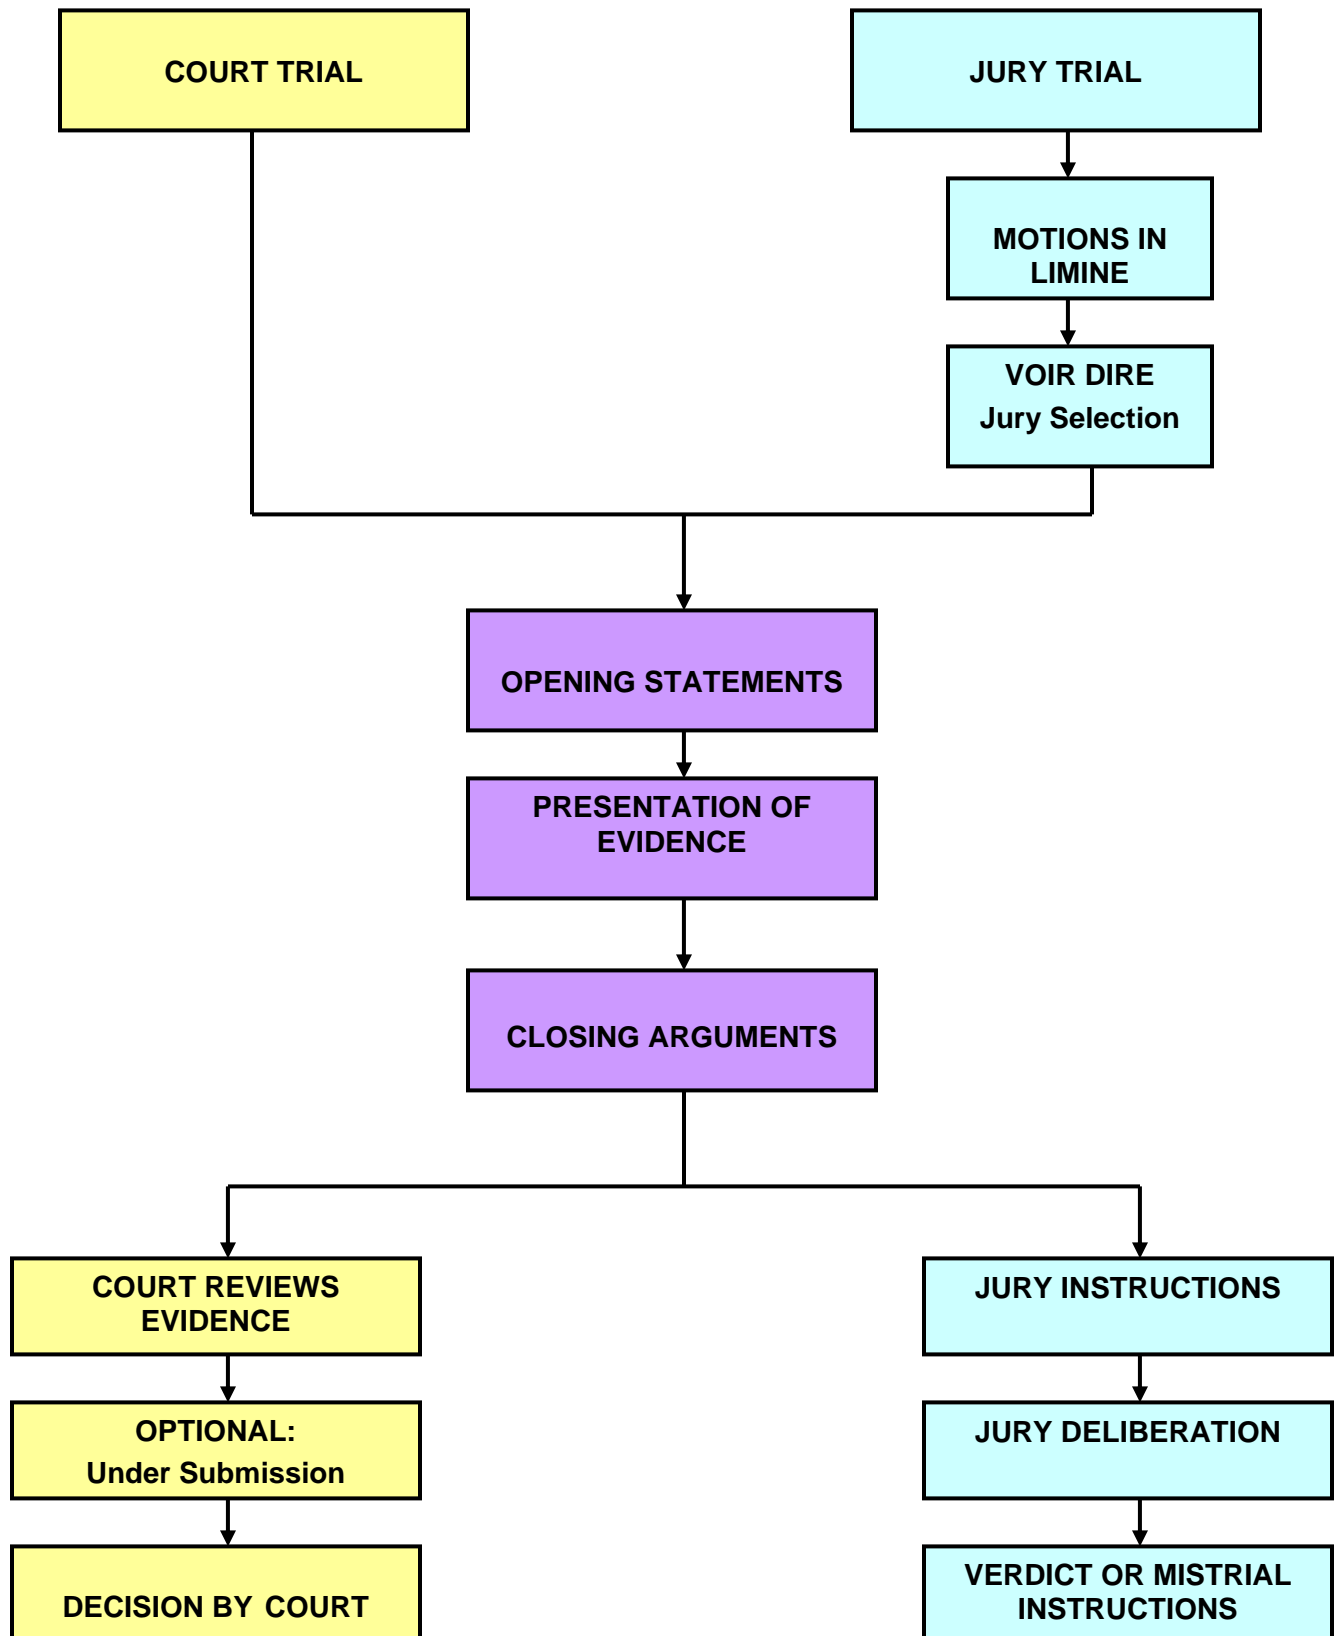 COURT TRIAL
JURY TRIAL
MOTIONS IN
LIMINE
VOIR DIRE
Jury Selection
OPENING STATEMENTS
PRESENTATION OF
EVIDENCE
CLOSING ARGUMENTS
COURT REVIEWS
EVIDENCE
JURY INSTRUCTIONS
OPTIONAL:
Under Submission
JURY DELIBERATION
DECISION BY COURT
VERDICT OR MISTRIAL
INSTRUCTIONS